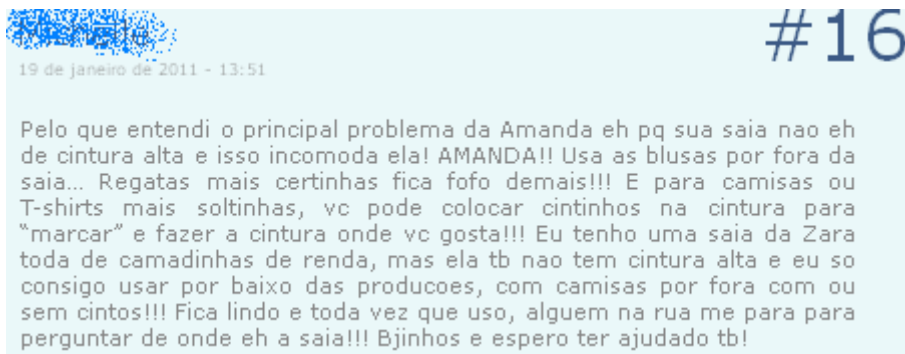 #16
19 de janeiro de 2011 - 13:51
Pelo que entendi o principal problema da Amanda eh pq sua saia nao eh
de cintura alta e isso incomoda ela! AMANDA!! Usa as blusas por fora da
saia... Regatas mais certinhas fica fofo demais!!! E para camisas ou
T-shirts mais soltinhas, vc pode colocar cintinhos na cintura para
“marcar” e fazer a cintura onde vc gosta!!! Eu tenho uma saia da Zara
toda de camadinhas de renda, mas ela tb nao tem cintura alta e eu so
consigo usar por baixo das producoes, com camisas por fora com ou
sem cintos!!! Fica lindo e toda vez que uso, alguem na rua me para para
perguntar de onde eh a saia!!! Bjinhos e espero ter ajudado tb!